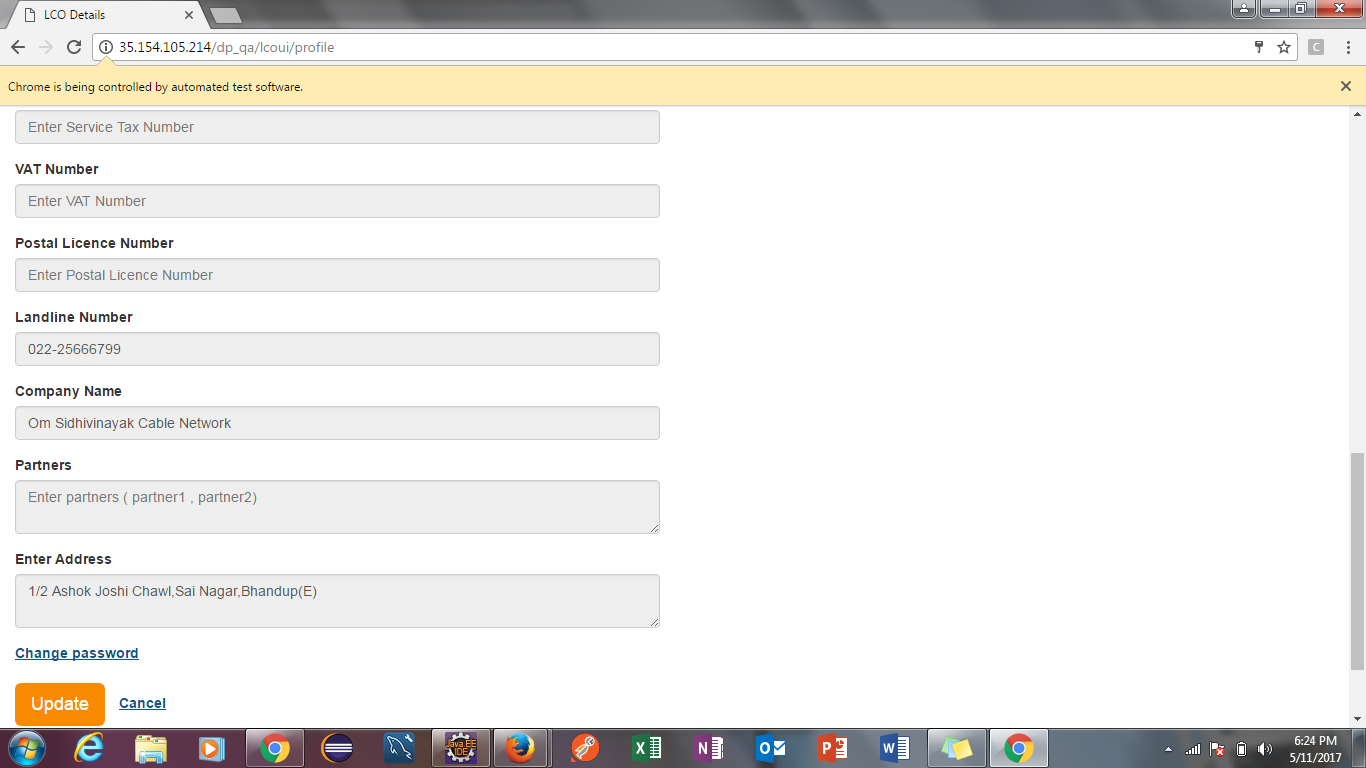 LCO Details
35.154.105.214/dp_qa/lcoui/profile
C
Chrome is being controlled by automated test software.
Enter Service Tax Number
VAT Number
Enter VAT Number
Postal Licence Number
Enter Postal Licence Number
Landline Number
022-25666799
Company Name
Om Sidhivinayak Cable Network
Partners
Enter partners ( partner1 , partner2)
Enter Address
1/2 Ashok Joshi Chawl,Sai Nagar,Bhandup(E)
Change password
Update Cancel
Java EE
IDE
6:24 PM
5/11/2017